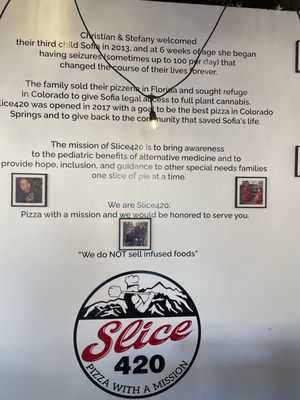 Christian & Stefany welcomed
their third child Sofia in 2013, and at 6 weeks of age she began
having seizures (sometimes up to 100 per day) that
changed the course of their lives forever.
The family sold their pizzeria in Florida and sought refuge
in Colorado to give Sofia legal access to full plant cannabis.
Slice420 was opened in 2017 with a goal to be the best pizza in Colorado
Springs and to give back to the community that saved Sofia's life.
The mission of Slice420 is to bring awareness
to the pediatric benefits of alternative medicine and to
provide hope, inclusion, and guidance to other special needs families
one slice of pie at a time.
We are Slice420.
Pizza with a mission and we would be honored to serve you.
"We do NOT sell infused foods"
Slice
420
PIZZA WITH A MISSION